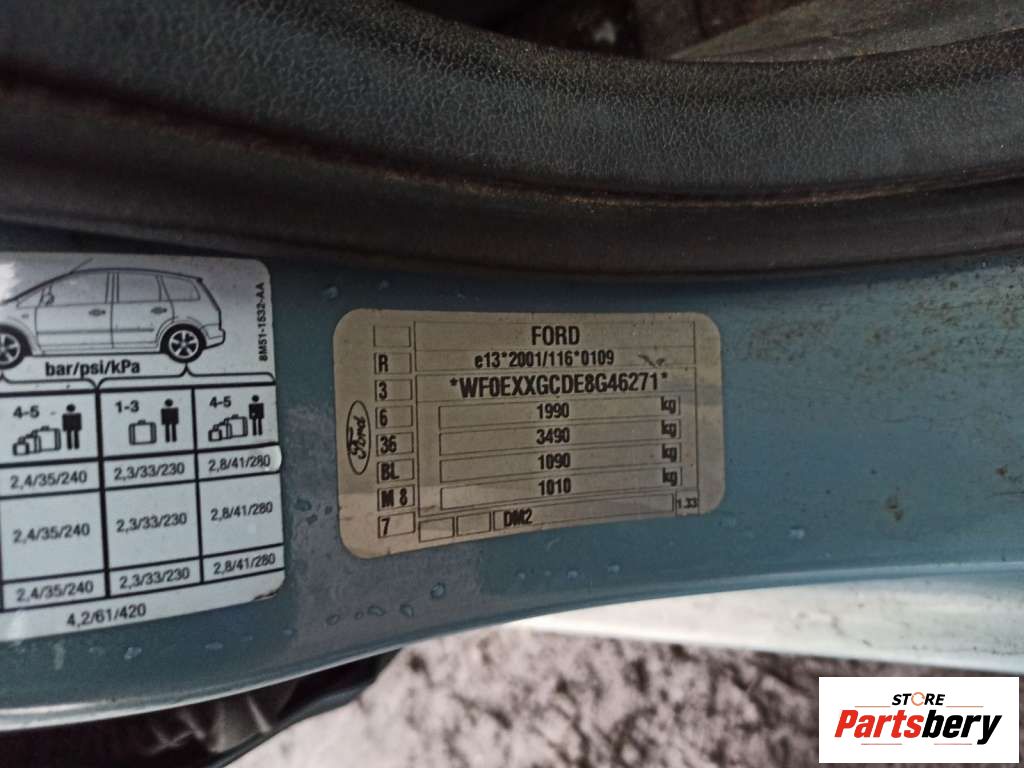 8M51-1532-AA
bar/psi/kPa
4-5 1-3 4-5
2,4/35/240 2,3/33/230 2,8/41/280
2,4/35/240 2,3/33/230 2,8/41/280
2,4/35/240 2,3/33/230 2,8/41/280
4,2/61/420
Ford
FORD
R e13*2001/116*0109
3 *WF0EXXGCDE8G46271*
6 1990 kg
36 3490 kg
BL 1090 kg
M 8 1010 kg
7 DM2 1.33
STORE
Partsbery